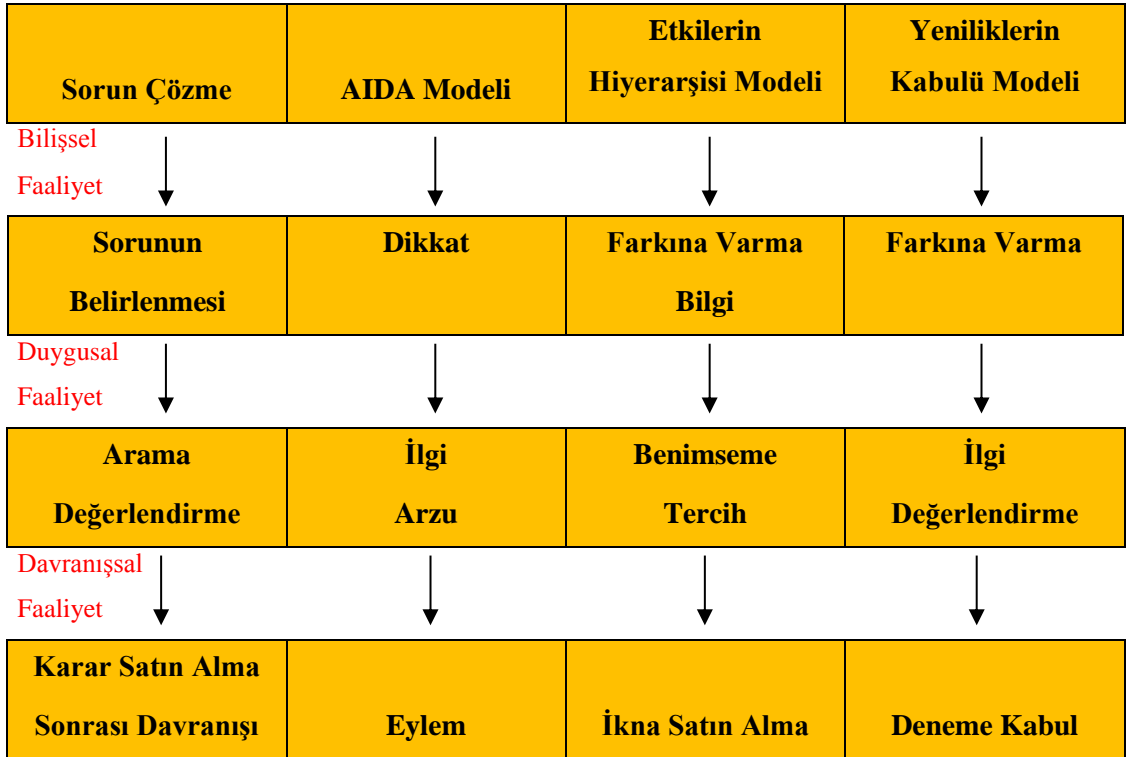 Sorun Çözme
AIDA Modeli
Etkilerin
Hiyerarşisi Modeli
Yeniliklerin
Kabulü Modeli
Bilişsel
Faaliyet
Sorunun
Belirlenmesi
Dikkat
Farkına Varma
Bilgi
Farkına Varma
Duygusal
Faaliyet
Arama
Değerlendirme
İlgi
Arzu
Benimseme
Tercih
İlgi
Değerlendirme
Davranışsal
Faaliyet
Karar Satın Alma
Sonrası Davranışı
Eylem
İkna Satın Alma
Deneme Kabul